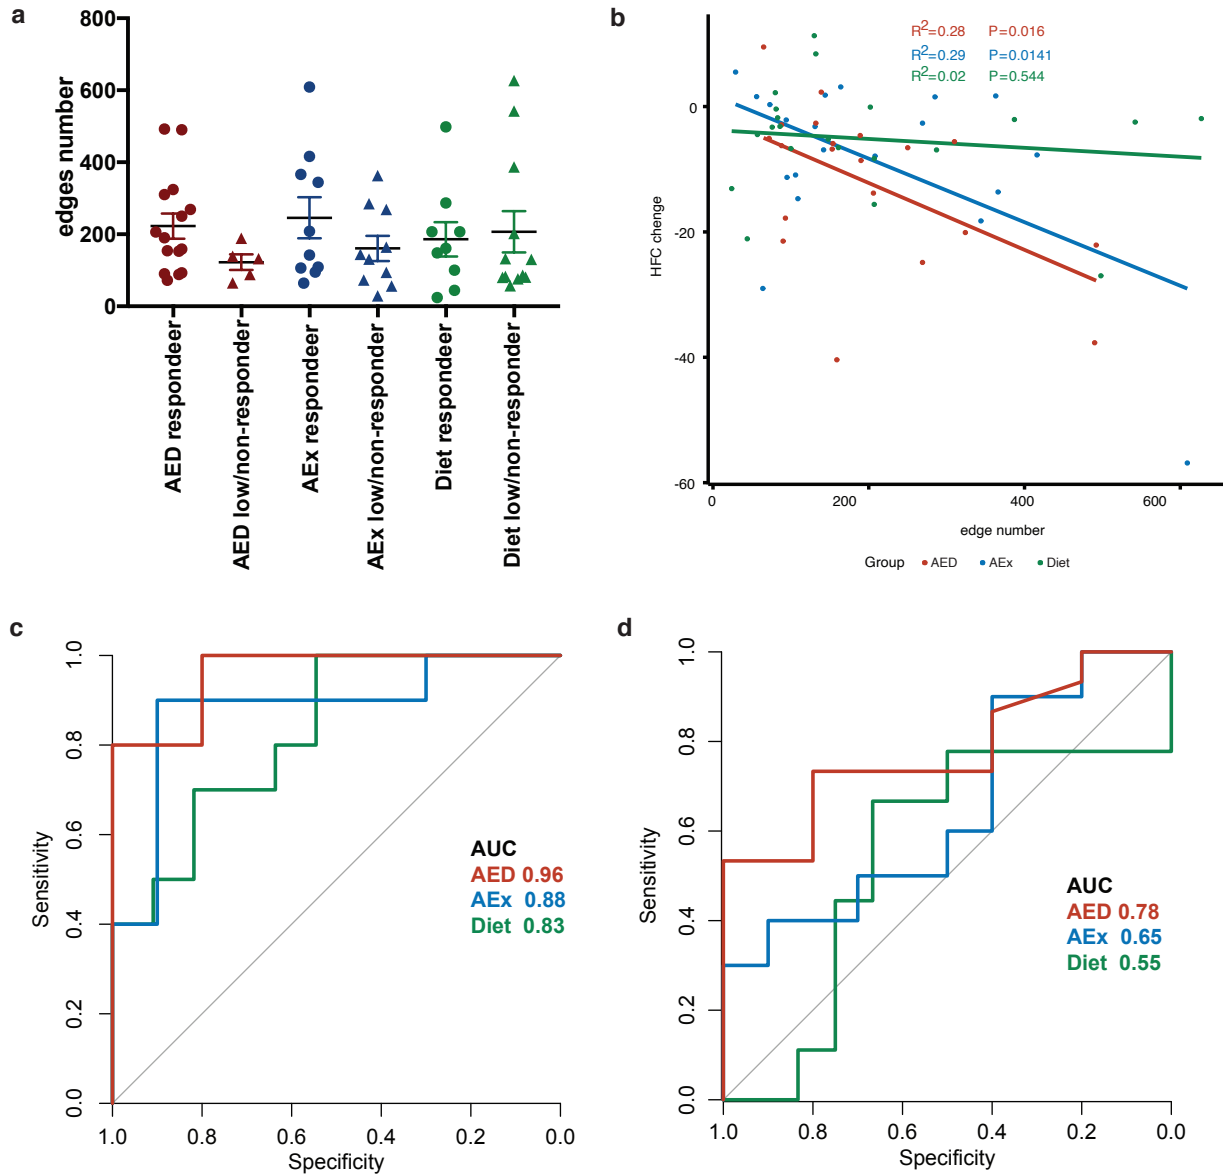 a
edges number
800
600
400
200
0
AED respondeer
AED low/non-responder
AEx respondeer
AEx low/non-responder
Diet responder
Diet low/non-responder
b
R2=0.28 P=0.016
R2=0.29 P=0.0141
R2=0.02 P=0.544
HFC chenge
0
-20
-40
-60
0 200 400 600
edge number
Group AED AEx Diet
c
Sensitivity
1.0
0.8
0.6
0.4
0.2
0.0
AUC
AED 0.96
AEx 0.88
Diet 0.83
1.0 0.8 0.6 0.4 0.2 0.0
Specificity
d
Sensitivity
1.0
0.8
0.6
0.4
0.2
0.0
AUC
AED 0.78
AEx 0.65
Diet 0.55
1.0 0.8 0.6 0.4 0.2 0.0
Specificity